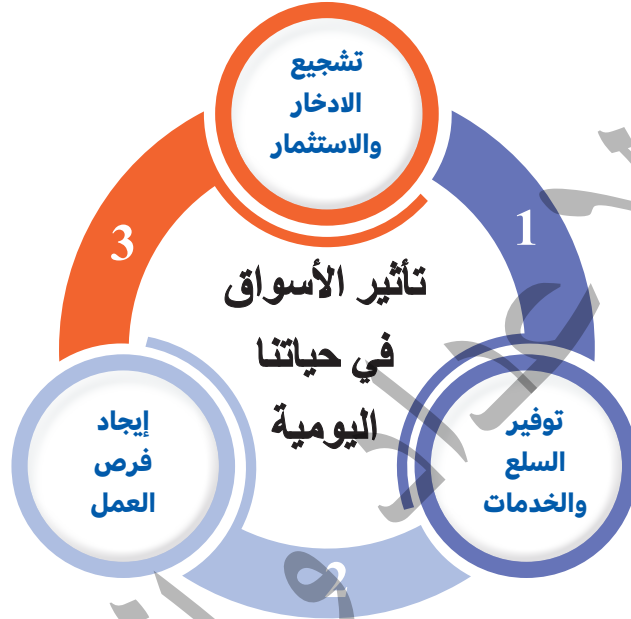 تشجيع
الادخار
والاستثمار
3
1
تأثير الأسواق
في حياتنا
اليومية
إيجاد
فرص
العمل
توفير
السلع
والخدمات
2